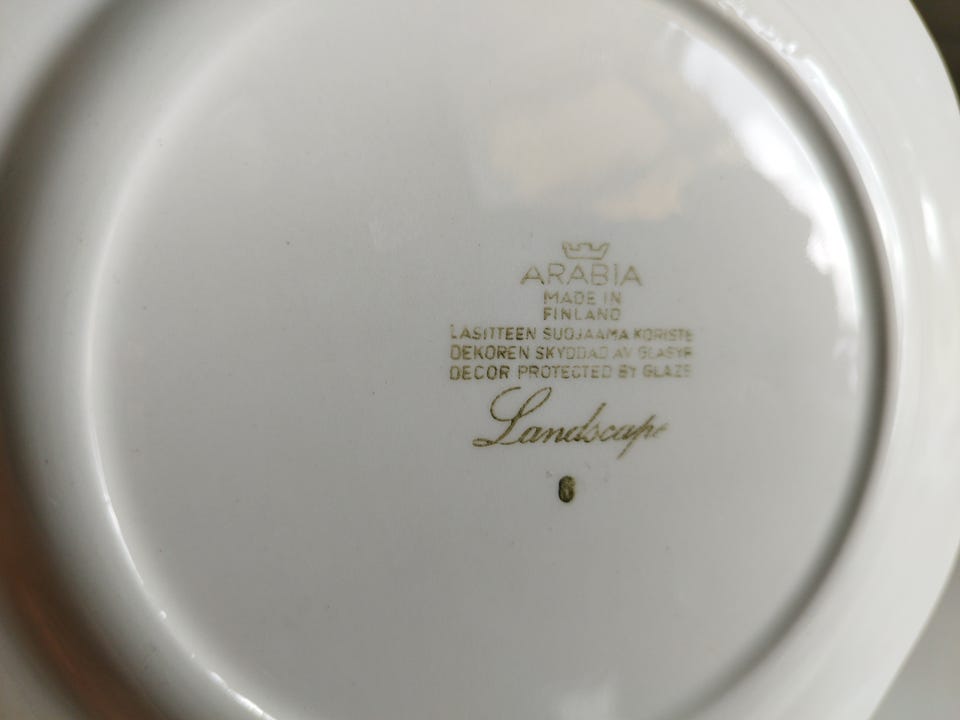 ARABIA
MADE IN
FINLAND
LASITTEEN SUOJAAMA KORISTE
DEKOREN SKYDDAD AV GLASYR
DECOR PROTECTED BY GLAZE
Landscape
6